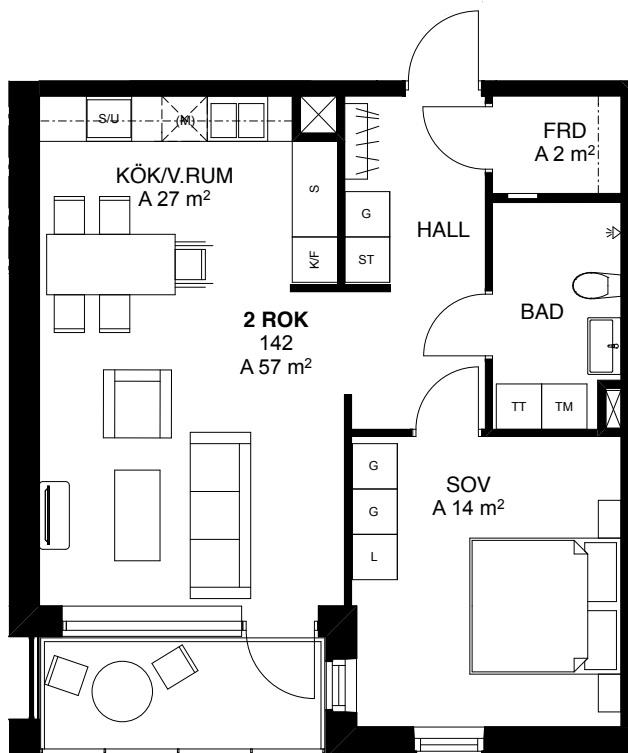 S/U
(M)
FRD
A 2 m²
KÖK/V.RUM
A 27 m²
S
G
HALL
K/F
ST
BAD
2 ROK
142
A 57 m²
TT
TM
G
SOV
A 14 m²
G
L